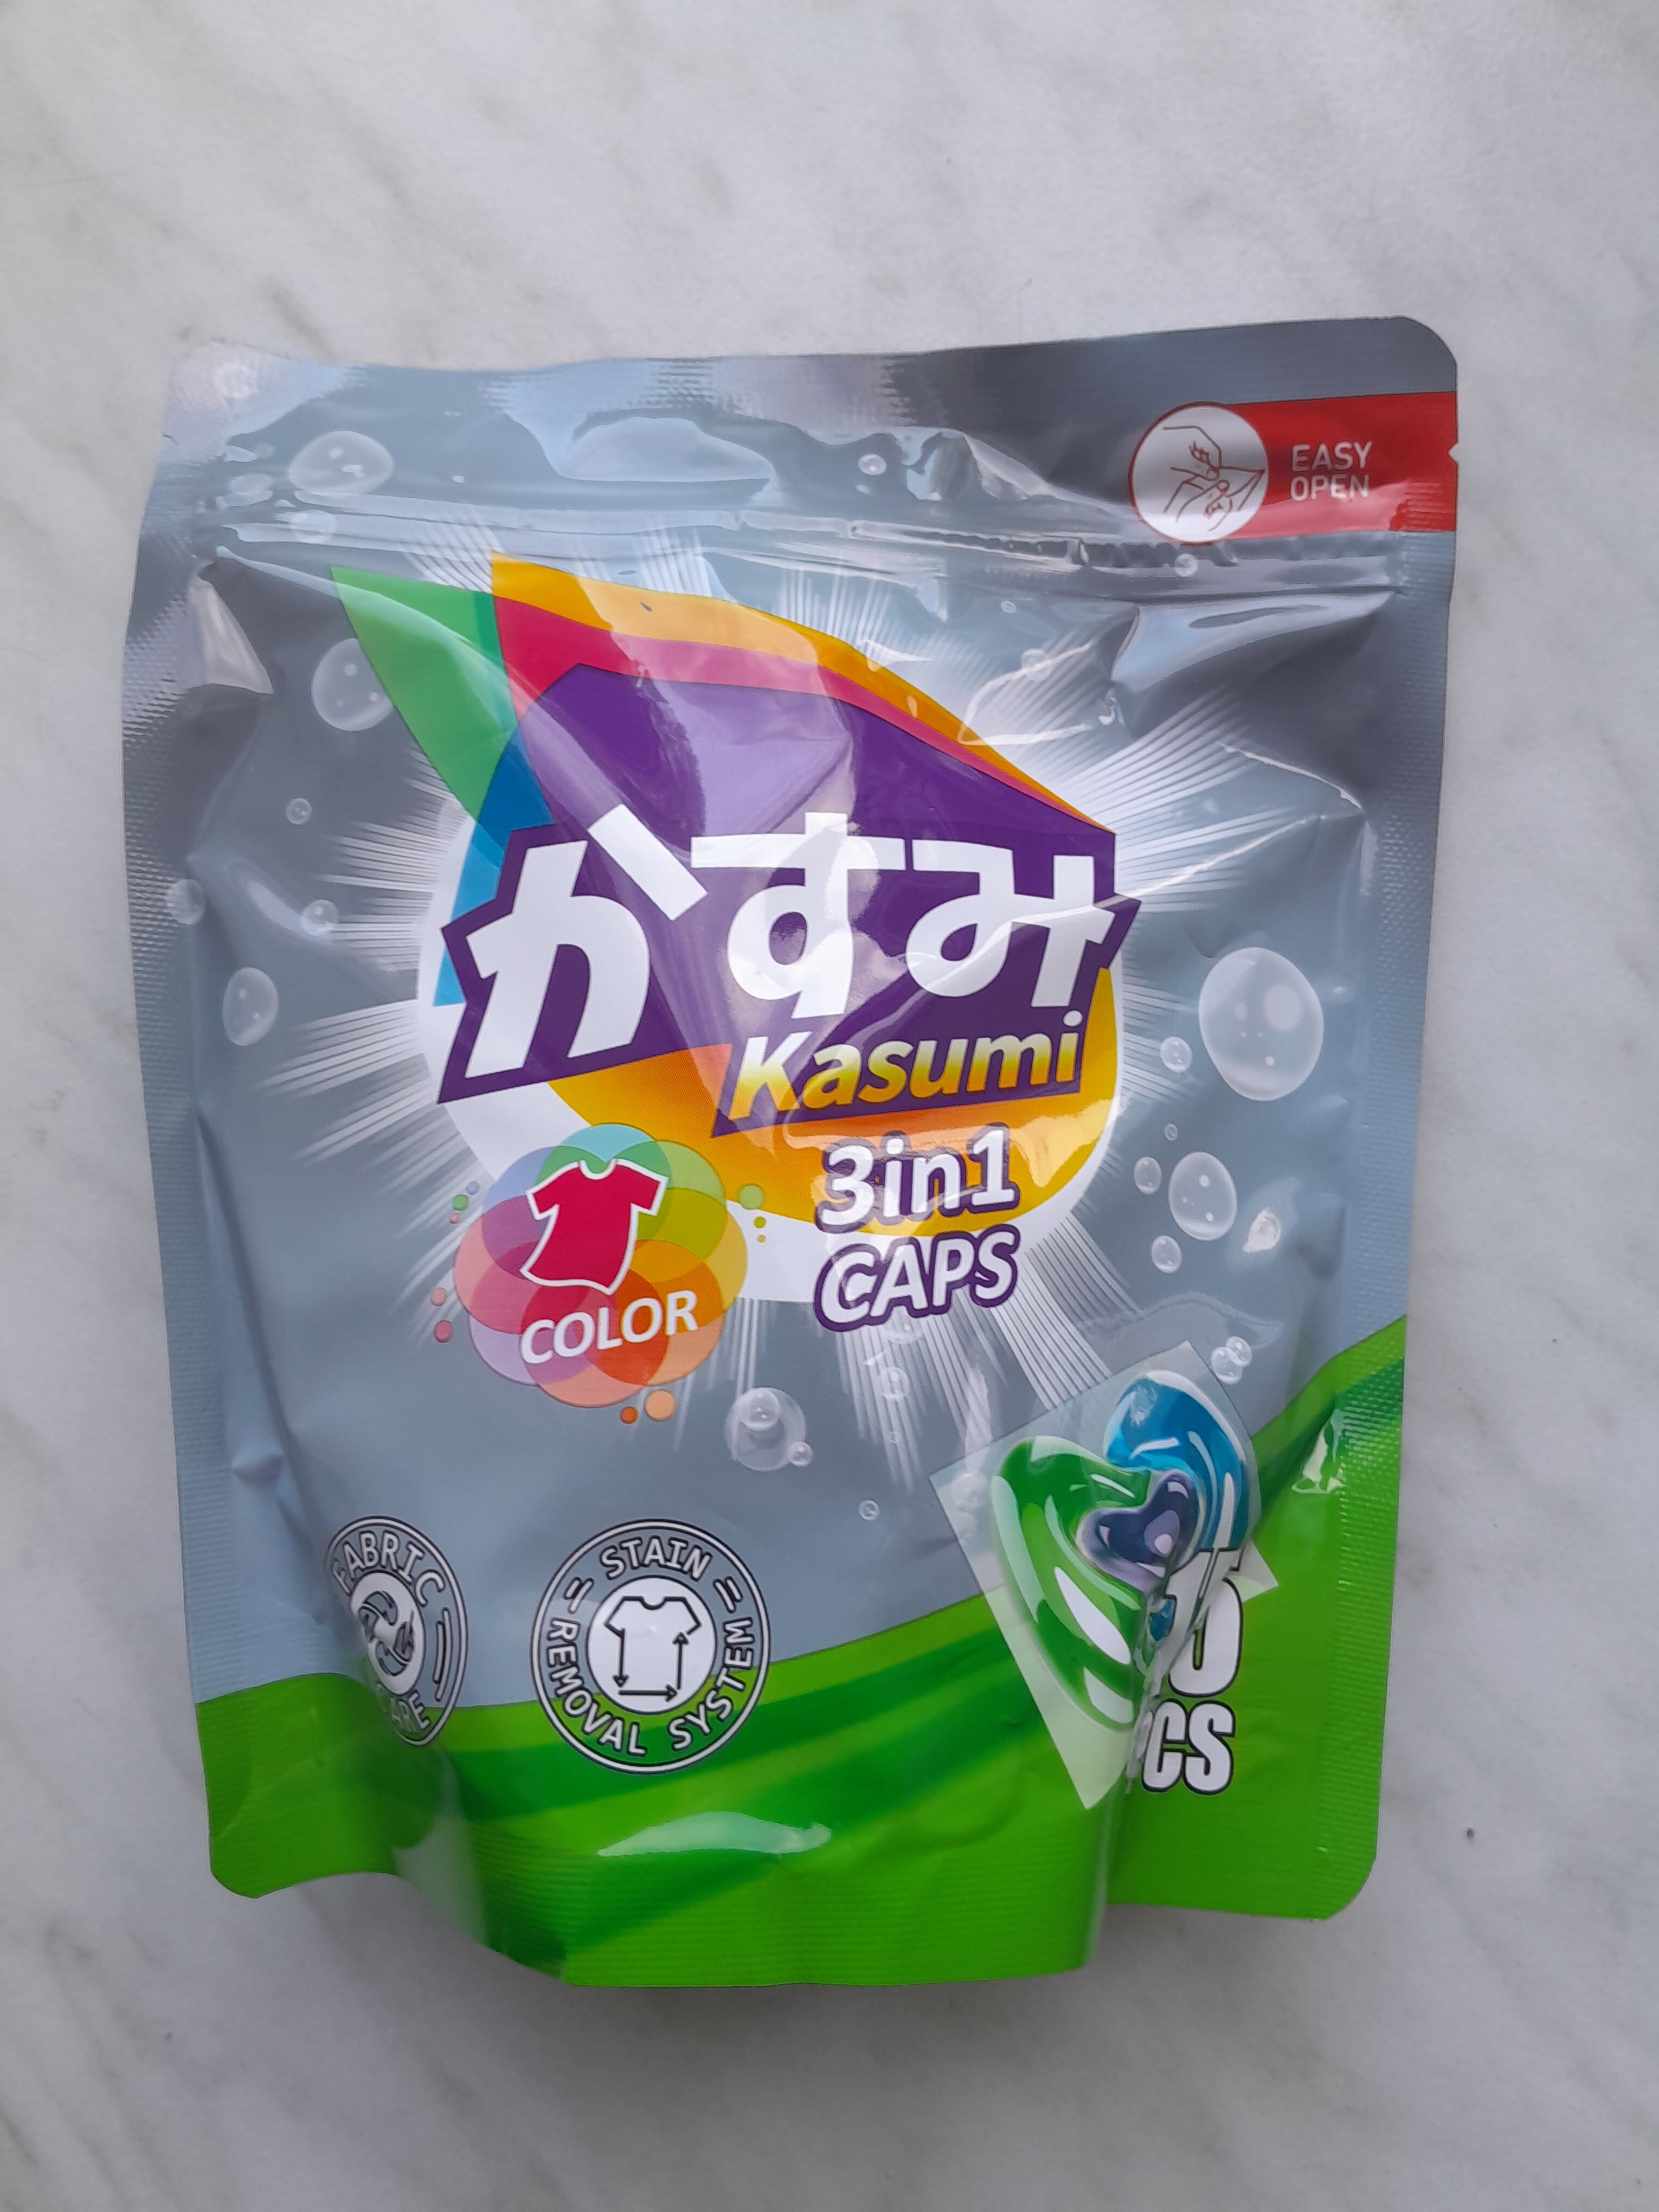 EASY
OPEN
かすみ
Kasumi
3in1
CAPS
COLOR
FABRIC
STAIN
REMOVAL SYSTEM